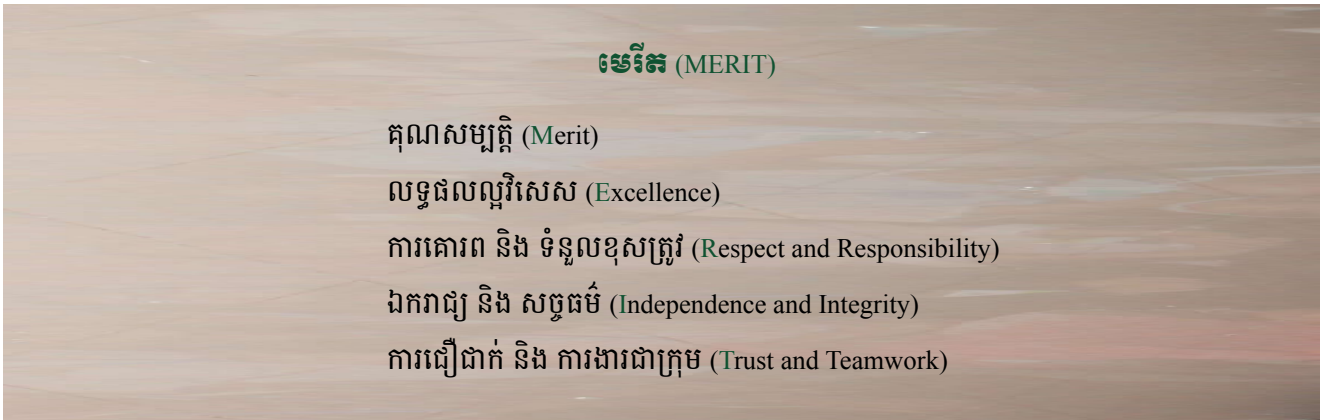 មេរីត (MERIT)
គុណសម្បត្តិ (Merit)
លទ្ធផលល្អវិសេស (Excellence)
ការគោរព និង ទំនួលខុសត្រូវ (Respect and Responsibility)
ឯករាជ្យ និង សច្ចធម៌ (Independence and Integrity)
ការជឿជាក់ និង ការងារជាក្រុម (Trust and Teamwork)